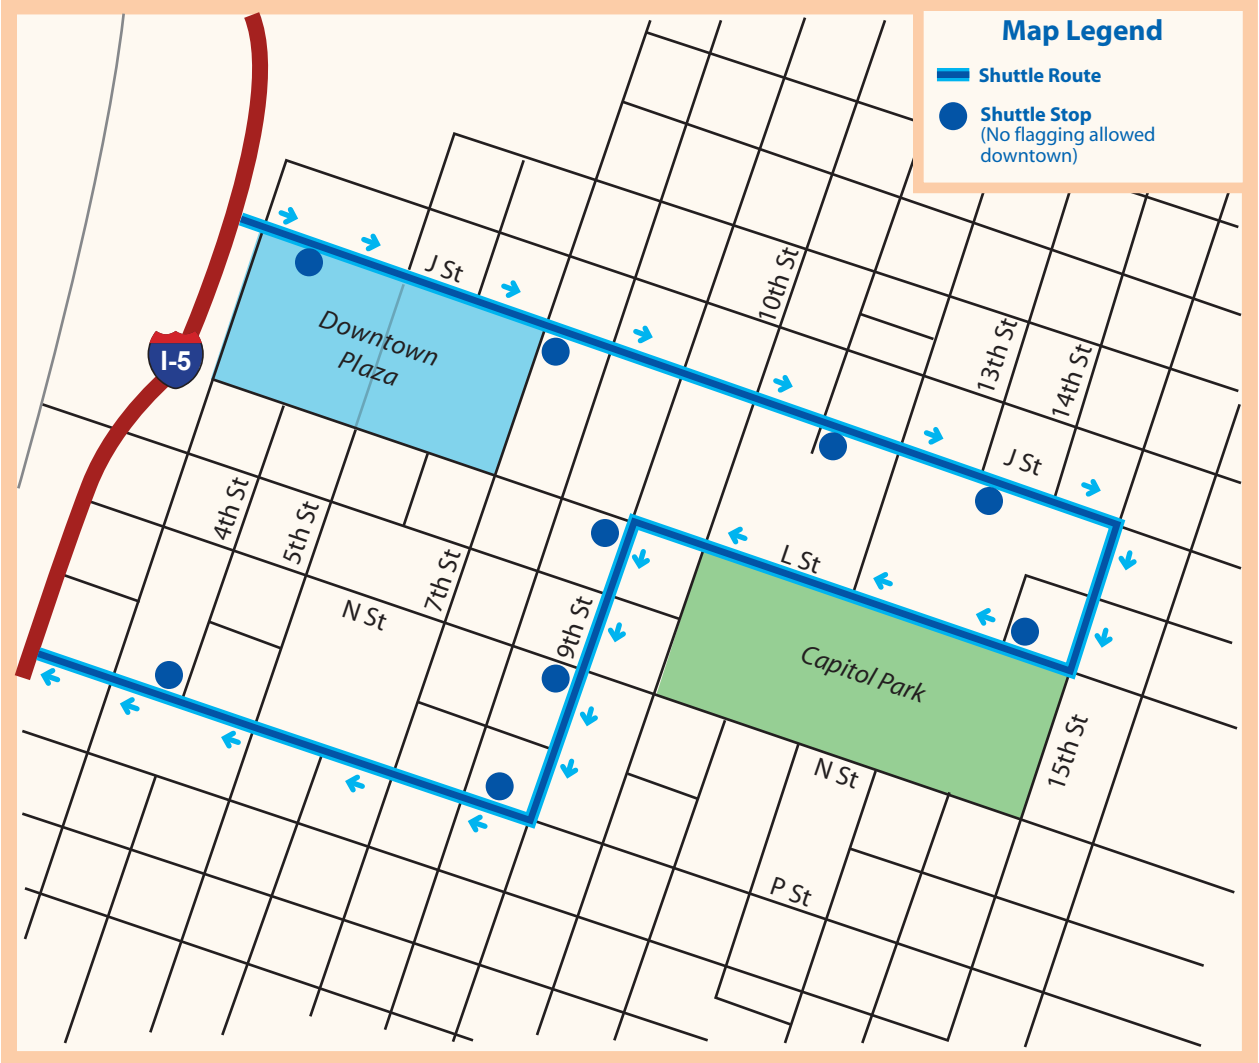 Map Legend
Shuttle Route
Shuttle Stop
(No flagging allowed
downtown)
J St
10th St
Downtown
Plaza
I-5
13th St
14th St
J St
4th St
5th St
7th St
L St
N St
9th St
Capitol Park
15th St
N St
P St